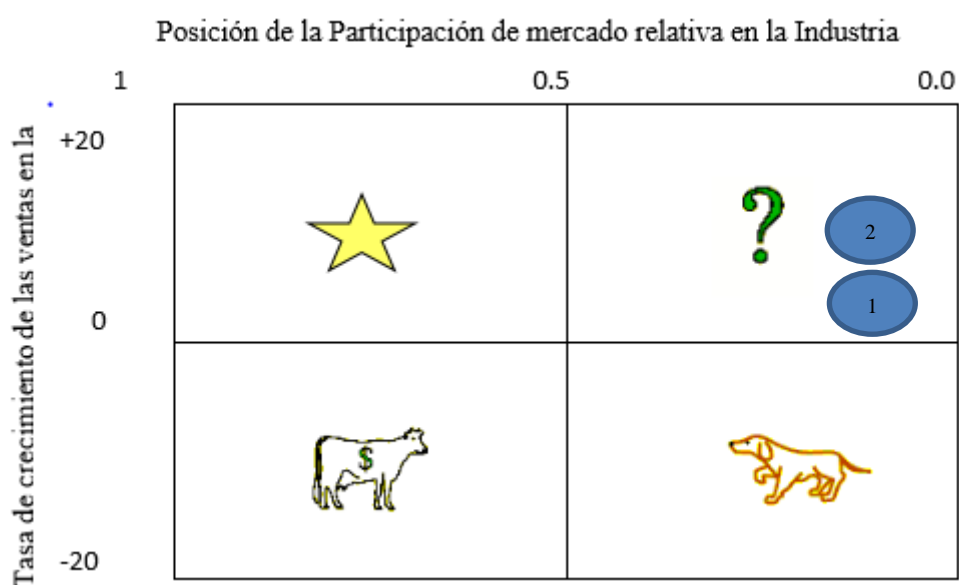 Posición de la Participación de mercado relativa en la Industria
1 0.5 0.0
Tasa de crecimiento de las ventas en la
+20
?
2
1
0
$
-20